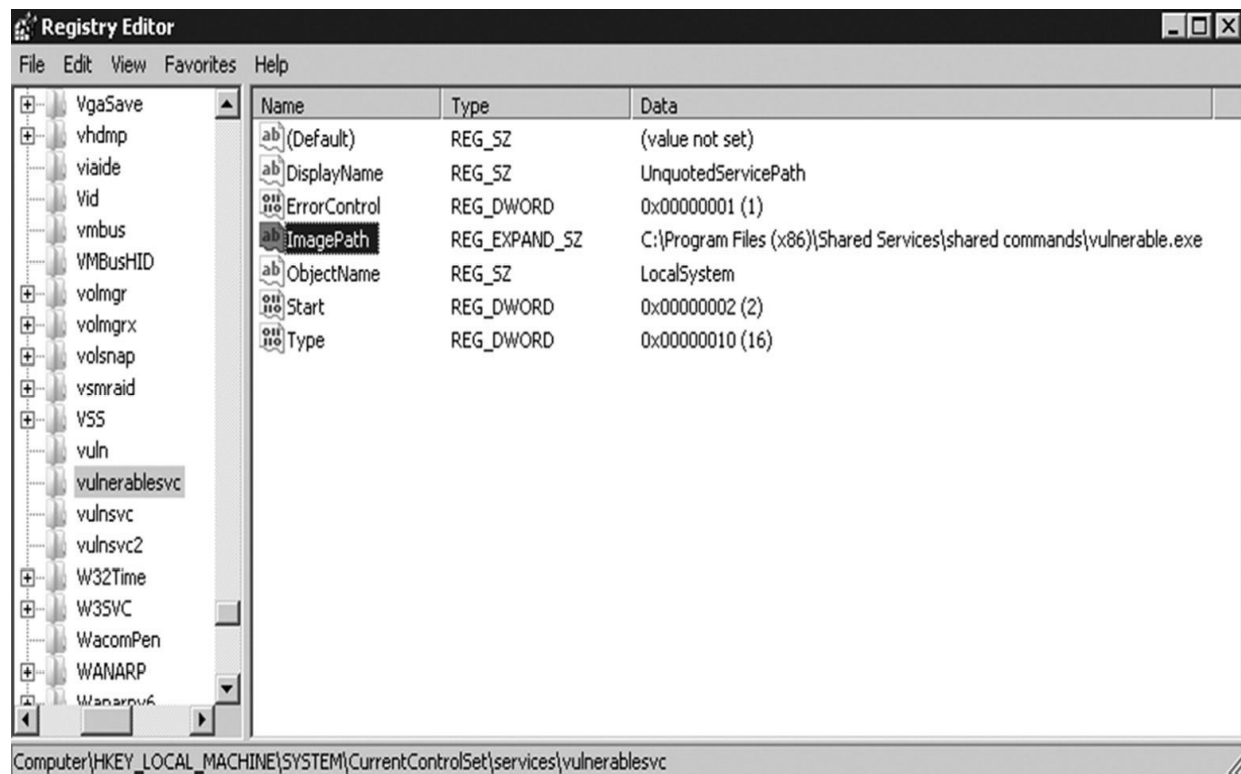 Registry Editor
File Edit View Favorites Help
VgaSave
vhdmp
viaide
Vid
vmbus
VMBusHID
volmgr
volmgrx
volsnap
vsmraid
VSS
vuln
vulnerablesvc
vulnsvc
vulnsvc2
W32Time
W3SVC
WacomPen
WANARP
Wanarpv6
Name Type Data
(Default) REG_SZ (value not set)
DisplayName REG_SZ UnquotedServicePath
ErrorControl REG_DWORD 0x00000001 (1)
ImagePath REG_EXPAND_SZ C:\Program Files (x86)\Shared Services\shared commands\vulnerable.exe
ObjectName REG_SZ LocalSystem
Start REG_DWORD 0x00000002 (2)
Type REG_DWORD 0x00000010 (16)
Computer\HKEY_LOCAL_MACHINE\SYSTEM\CurrentControlSet\services\vulnerablesvc